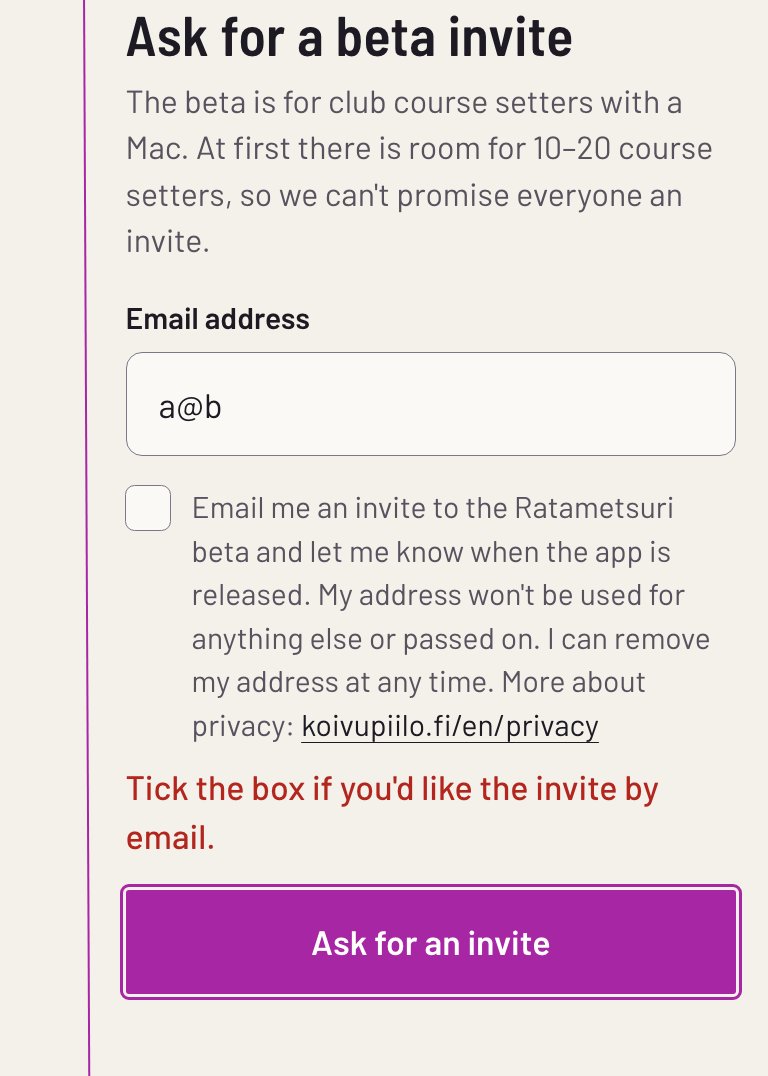 Ask for a beta invite
The beta is for club course setters with a
Mac. At first there is room for 10–20 course
setters, so we can't promise everyone an
invite.
Email address
a@b
Email me an invite to the Ratametsuri
beta and let me know when the app is
released. My address won't be used for
anything else or passed on. I can remove
my address at any time. More about
privacy: koivupiilo.fi/en/privacy
Tick the box if you'd like the invite by
email.
Ask for an invite